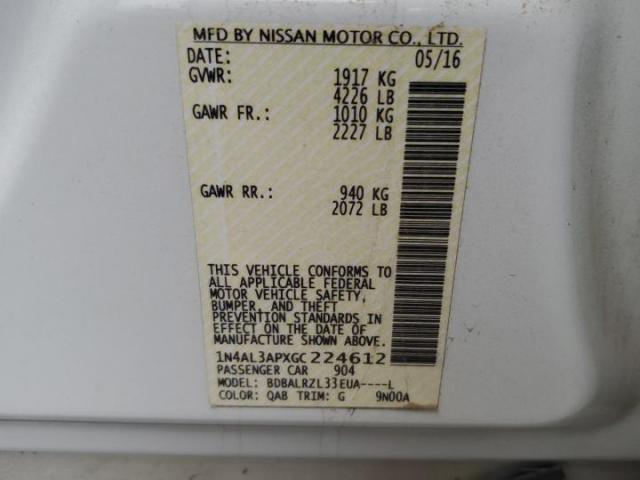 MFD BY NISSAN MOTOR CO., LTD.
DATE: 05/16
GVWR: 1917 KG
4226 LB
GAWR FR.: 1010 KG
2227 LB
GAWR RR.: 940 KG
2072 LB
THIS VEHICLE CONFORMS TO
ALL APPLICABLE FEDERAL
MOTOR VEHICLE SAFETY,
BUMPER, AND THEFT
PREVENTION STANDARDS IN
EFFECT ON THE DATE OF
MANUFACTURE SHOWN ABOVE.
1N4AL3APXGC224612
PASSENGER CAR 904
MODEL: BDBALRZL33EUA----L
COLOR: QAB TRIM: G 9N00A